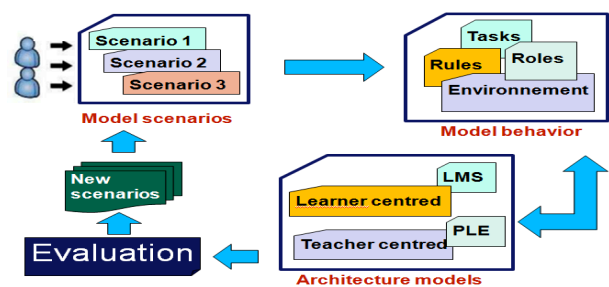 Scenario 1
Scenario 2
Scenario 3
Model scenarios
Tasks
Roles
Rules
Environnement
Model behavior
New
scenarios
LMS
Learner centred
PLE
Teacher centred
Evaluation
Architecture models